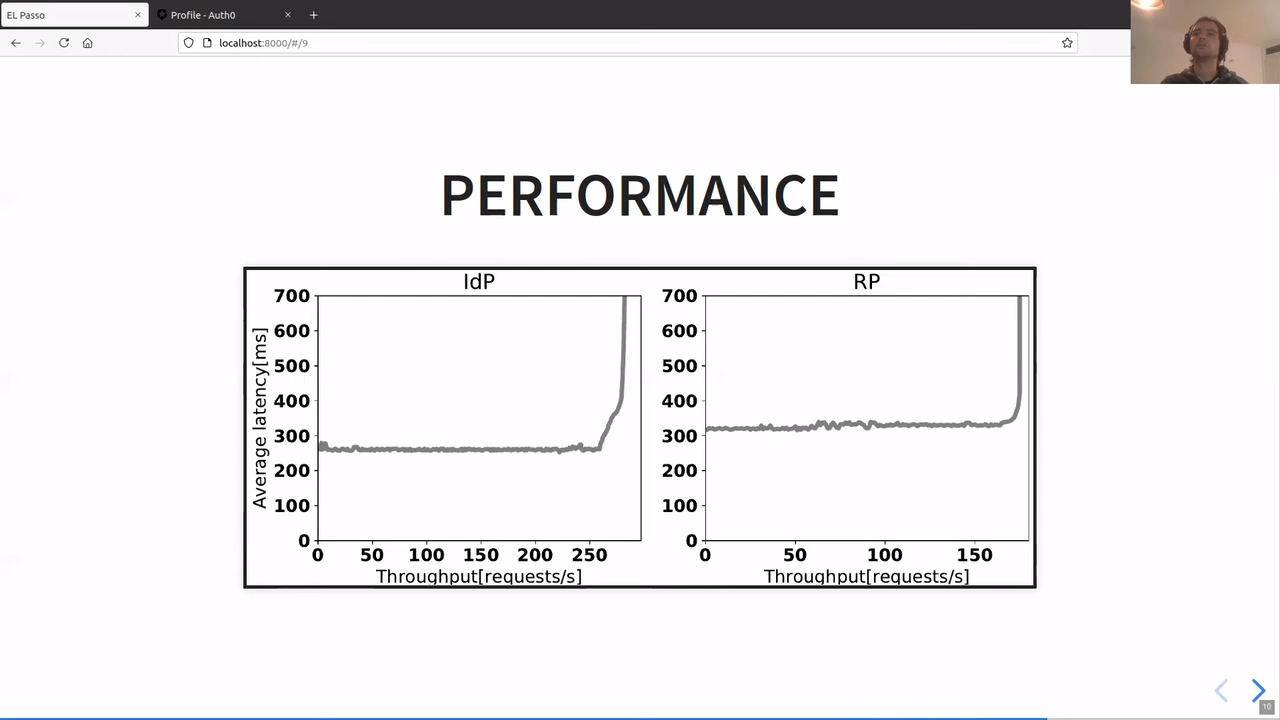 EL Passo
Profile - Auth0
localhost:8000/#/9
PERFORMANCE
IdP
RP
Average latency[ms]
700
600
500
400
300
200
100
0
0 50 100 150 200 250
Throughput[requests/s]
700
600
500
400
300
200
100
0
0 50 100 150
Throughput[requests/s]
10